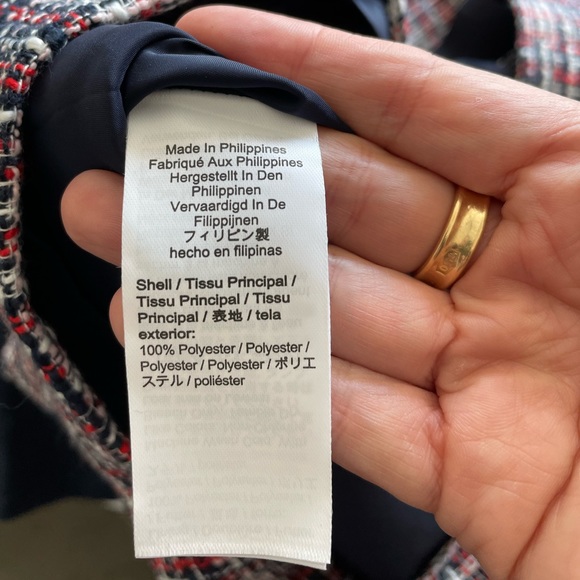 Made In Philippines
Fabriqué Aux Philippines
Hergestellt In Den
Philippinen
Vervaardigd In De
Filippijnen
フィリピン製
hecho en filipinas
Shell / Tissu Principal /
Tissu Principal / Tissu
Principal / 表地 / tela
exterior:
100% Polyester / Polyester /
Polyester / Polyester / ポリエ
ステル / poliéster